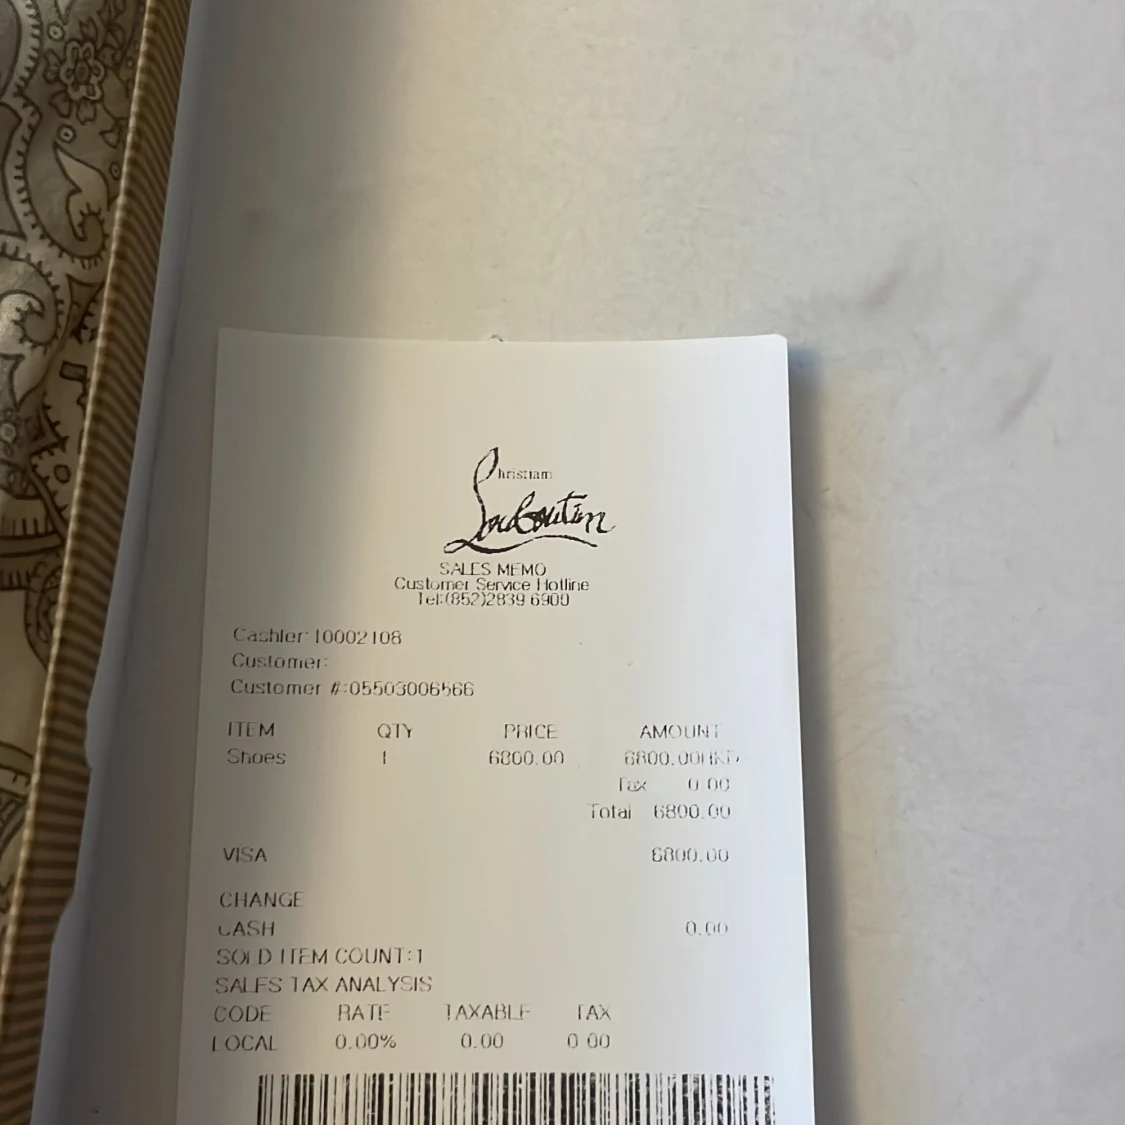 Christian
Louboutin
SALES MEMO
Customer Service Hotline
Tel:(852)2839 6900
Cashier:10002108
Customer:
Customer #:05503006566
ITEM QTY PRICE AMOUNT
Shoes 1 6800.00 6800.00HKD
Tax 0.00
Total 6800.00
VISA 6800.00
CHANGE
CASH 0.00
SOLD ITEM COUNT:1
SALES TAX ANALYSIS
CODE RATE TAXABLE TAX
LOCAL 0.00% 0.00 0.00